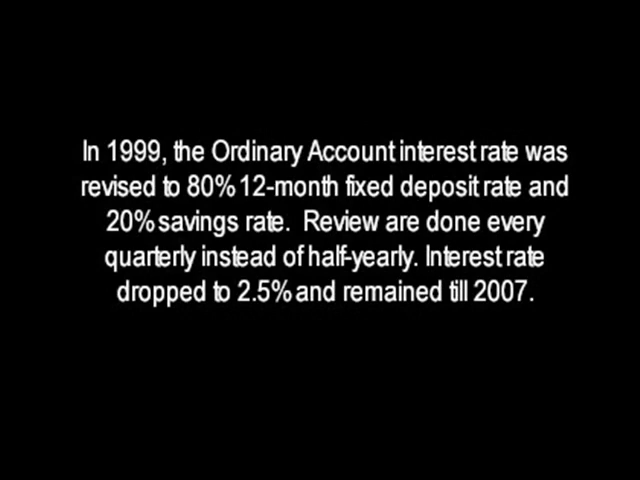 In 1999, the Ordinary Account interest rate was
revised to 80% 12-month fixed deposit rate and
20% savings rate.  Review are done every
quarterly instead of half-yearly. Interest rate
dropped to 2.5% and remained till 2007.